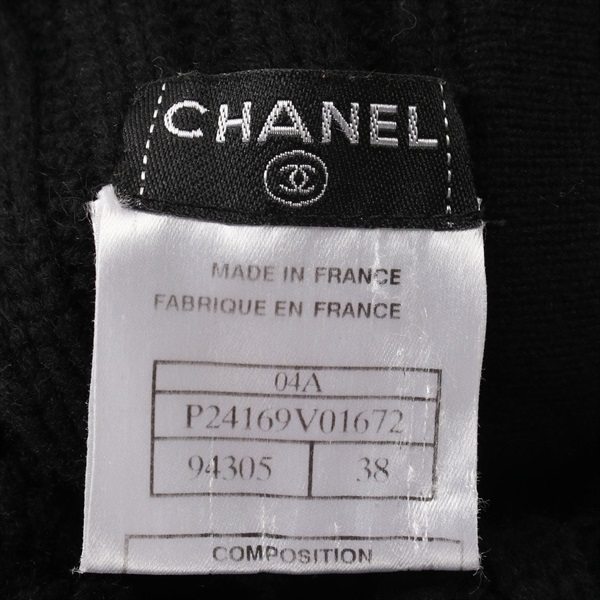 CHANEL
MADE IN FRANCE
FABRIQUE EN FRANCE
04A
P24169V01672
94305 38
COMPOSITION